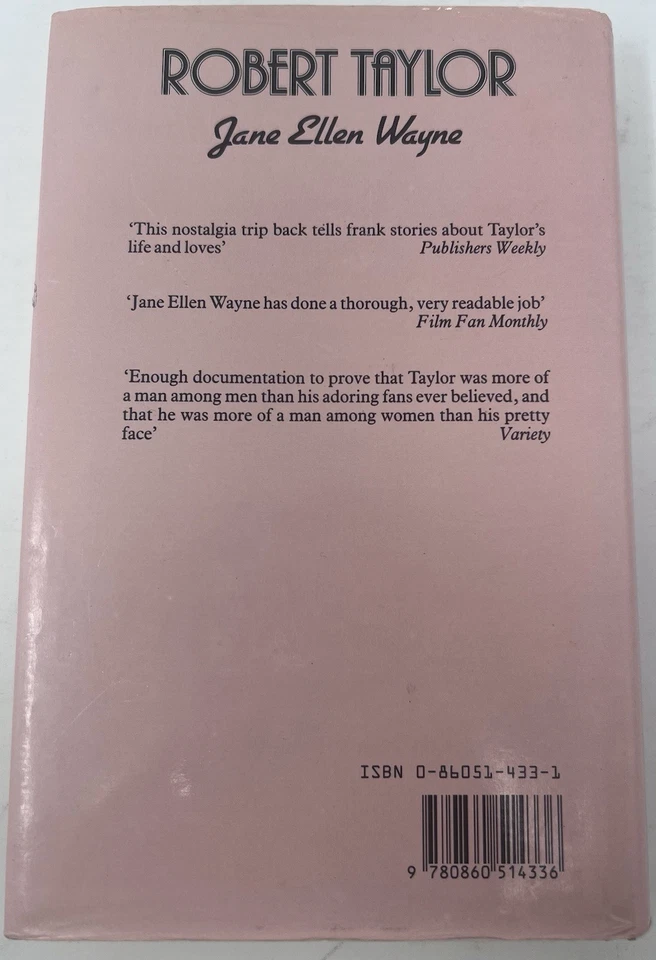 ROBERT TAYLOR
Jane Ellen Wayne
‘This nostalgia trip back tells frank stories about Taylor’s
life and loves’ Publishers Weekly
‘Jane Ellen Wayne has done a thorough, very readable job’
Film Fan Monthly
‘Enough documentation to prove that Taylor was more of
a man among men than his adoring fans ever believed, and
that he was more of a man among women than his pretty
face’ Variety
ISBN 0-86051-433-1
9 780860 514336